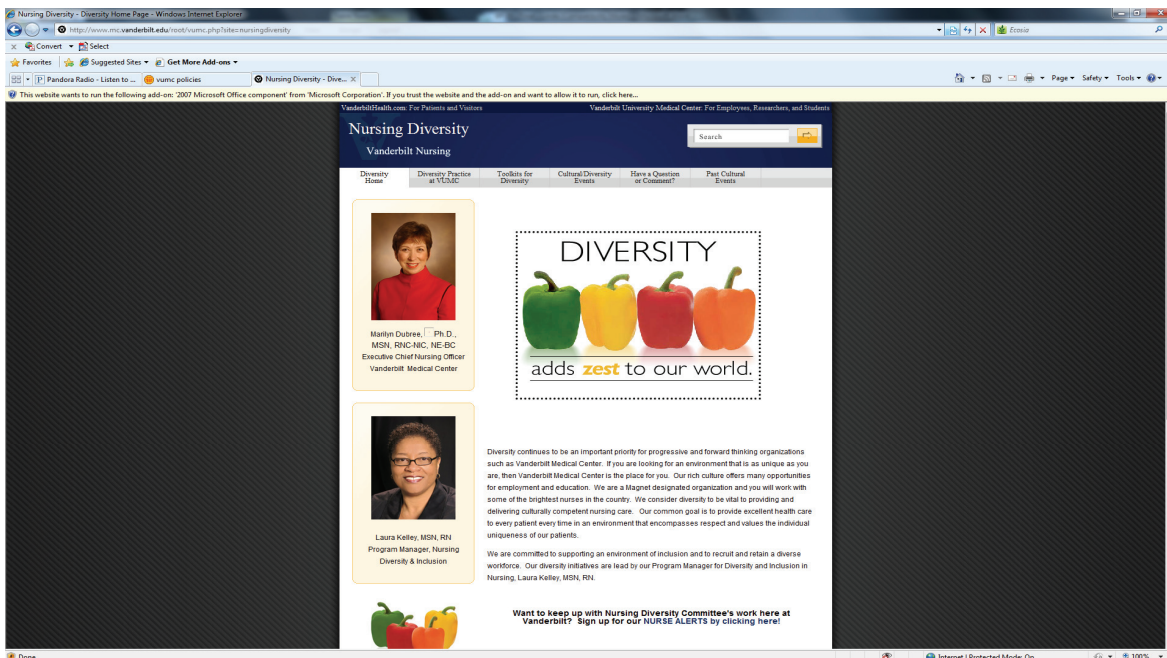 Nursing Diversity - Diversity Home Page - Windows Internet Explorer
http://www.mc.vanderbilt.edu/root/vumc.php?site=nursingdiversity
Ecosia
x Convert Select
Favorites Suggested Sites Get More Add-ons
Pandora Radio - Listen to ... vumc policies Nursing Diversity - Dive... X
Page Safety Tools
This website wants to run the following add-on: '2007 Microsoft Office component' from 'Microsoft Corporation'. If you trust the website and the add-on and want to allow it to run, click here...
VanderbiltHealth.com: For Patients and Visitors Vanderbilt University Medical Center: For Employees, Researchers, and Students
Nursing Diversity
Vanderbilt Nursing
Search
Diversity Home
Diversity Practice at VUMC
Toolkits for Diversity
Cultural/Diversity Events
Have a Question or Comment?
Past Cultural Events
Marilyn Dubree, Ph.D.,
MSN, RNC-NIC, NE-BC
Executive Chief Nursing Officer
Vanderbilt Medical Center
DIVERSITY
adds zest to our world.
Laura Kelley, MSN, RN
Program Manager, Nursing
Diversity & Inclusion
Diversity continues to be an important priority for progressive and forward thinking organizations
such as Vanderbilt Medical Center. If you are looking for an environment that is as unique as you
are, then Vanderbilt Medical Center is the place for you. Our rich culture offers many opportunities
for employment and education. We are a Magnet designated organization and you will work with
some of the brightest nurses in the country. We consider diversity to be vital to providing and
delivering culturally competent nursing care. Our common goal is to provide excellent health care
to every patient every time in an environment that encompasses respect and values the individual
uniqueness of our patients.
We are committed to supporting an environment of inclusion and to recruit and retain a diverse
workforce. Our diversity initiatives are lead by our Program Manager for Diversity and Inclusion in
Nursing, Laura Kelley, MSN, RN.
Want to keep up with Nursing Diversity Committee's work here at
Vanderbilt? Sign up for our NURSE ALERTS by clicking here!
Done
Internet | Protected Mode: On
100%